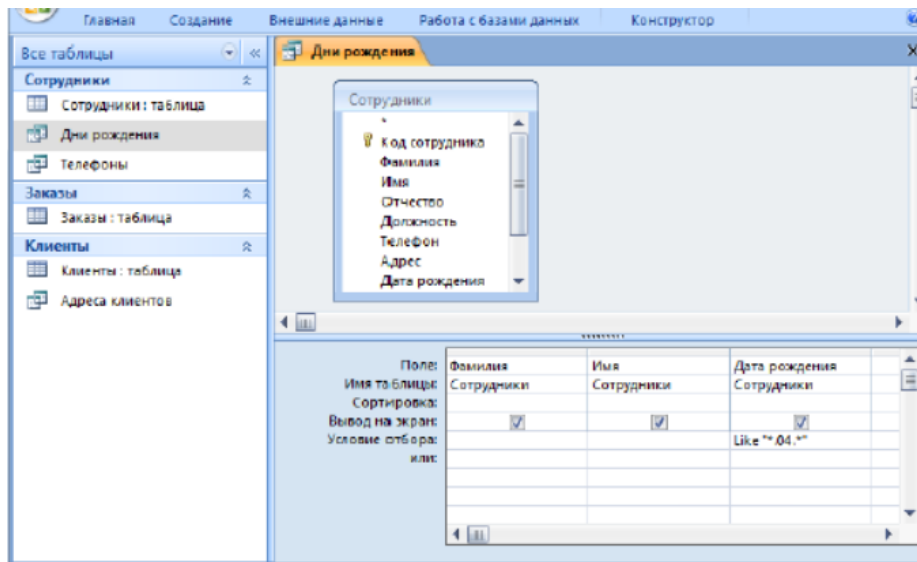 Главная Создание Внешние данные Работа с базами данных Конструктор
Все таблицы
Сотрудники
Сотрудники : таблица
Дни рождения
Телефоны
Заказы
Заказы : таблица
Клиенты
Клиенты : таблица
Адреса клиентов
Дни рождения
Сотрудники
*
Код сотрудника
Фамилия
Имя
Отчество
Должность
Телефон
Адрес
Дата рождения
Поле: Фамилия Имя Дата рождения
Имя таблицы: Сотрудники Сотрудники Сотрудники
Сортировка:
Вывод на экран:
Условие отбора: Like "*.04.*"
или: